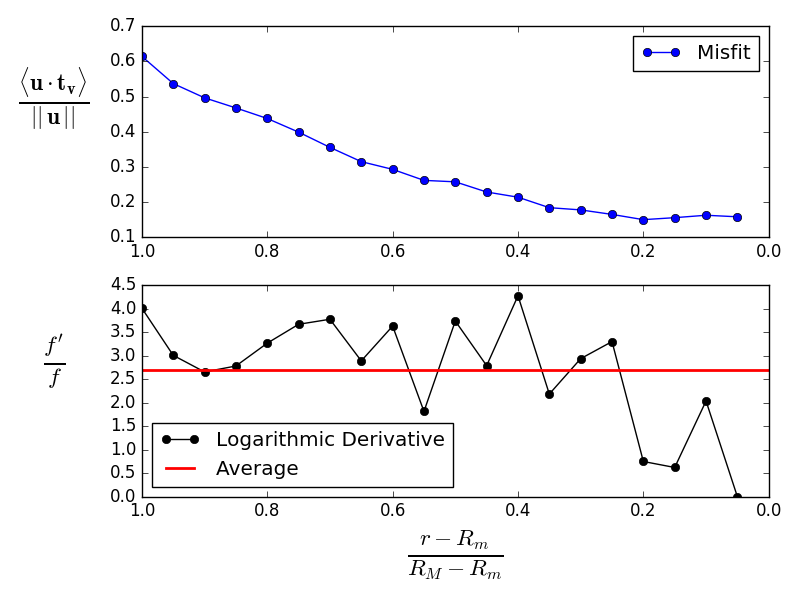 0.7
0.6
0.5
0.4
0.3
0.2
0.1
⟨u · t_v⟩
||u||
Misfit
1.0 0.8 0.6 0.4 0.2 0.0
4.5
4.0
3.5
3.0
2.5
2.0
1.5
1.0
0.5
0.0
f′
f
Logarithmic Derivative
Average
1.0 0.8 0.6 0.4 0.2 0.0
r − R_m
R_M − R_m